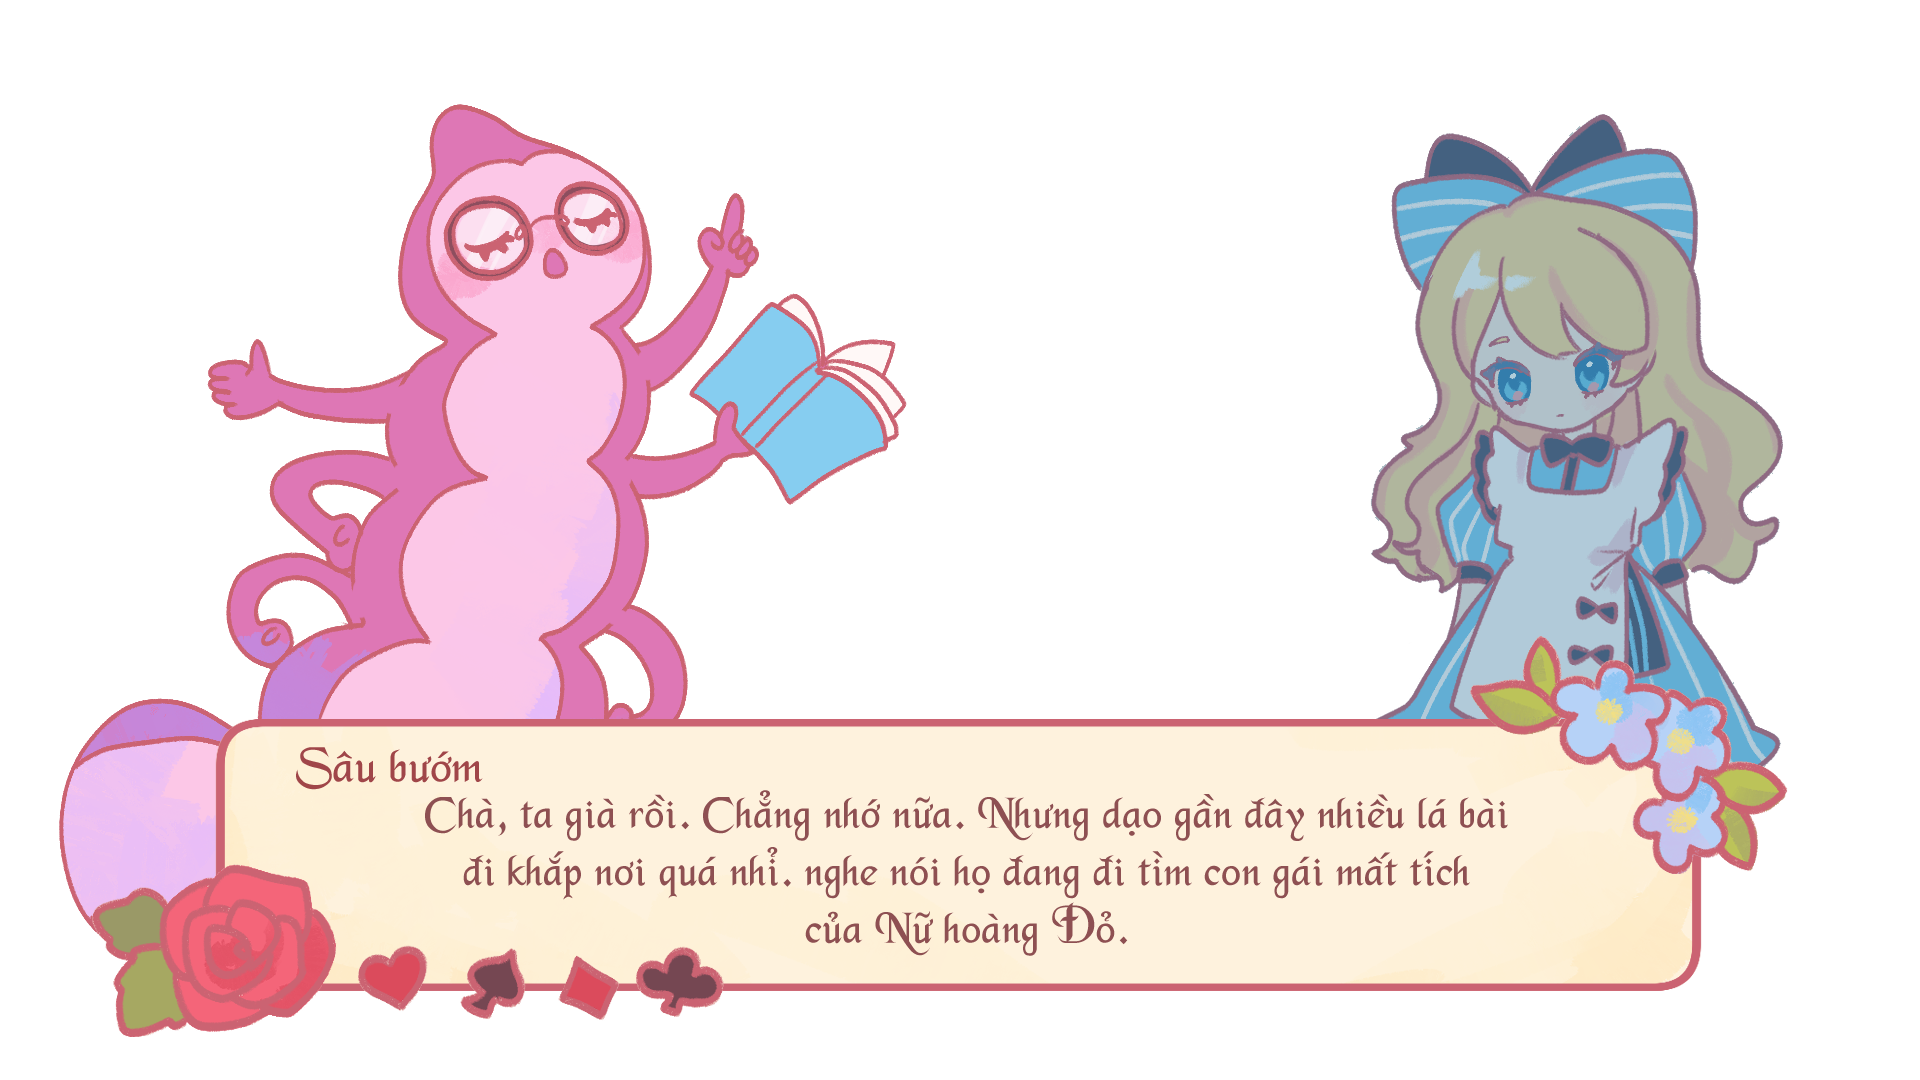 Sâu bướm
Chà, ta già rồi. Chẳng nhớ nữa. Nhưng dạo gần đây nhiều lá bài
đi khắp nơi quá nhỉ. nghe nói họ đang đi tìm con gái mất tích
của Nữ hoàng Đỏ.